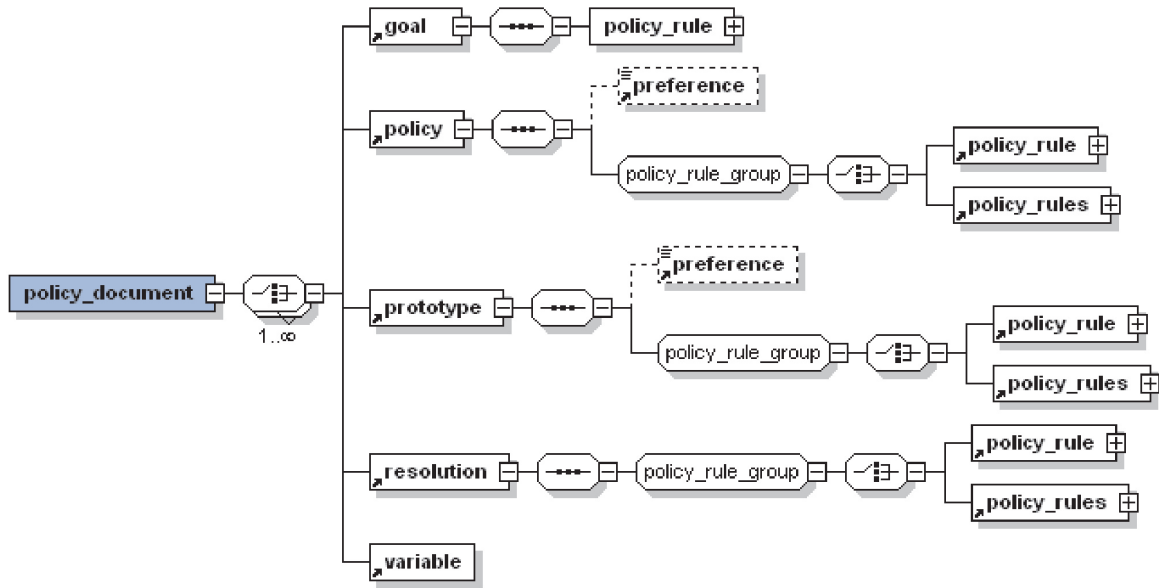 goal
policy_rule
preference
policy
policy_rule
policy_rule_group
policy_rules
preference
policy_document
prototype
1..∞
policy_rule
policy_rule_group
policy_rules
policy_rule
resolution
policy_rule_group
policy_rules
variable